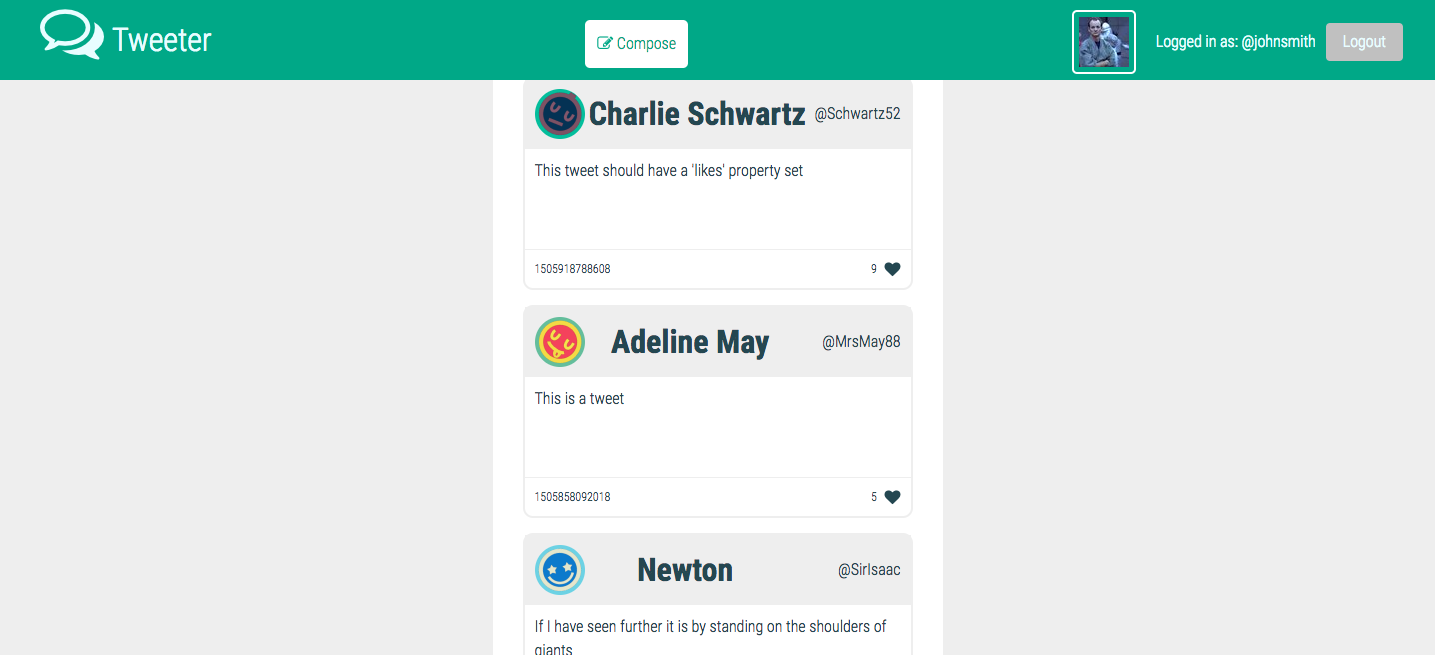 Tweeter
Compose
Logged in as: @johnsmith
Logout
Charlie Schwartz
@Schwartz52
This tweet should have a 'likes' property set
1505918788608
9
Adeline May
@MrsMay88
This is a tweet
1505858092018
5
Newton
@SirIsaac
If I have seen further it is by standing on the shoulders of
giants